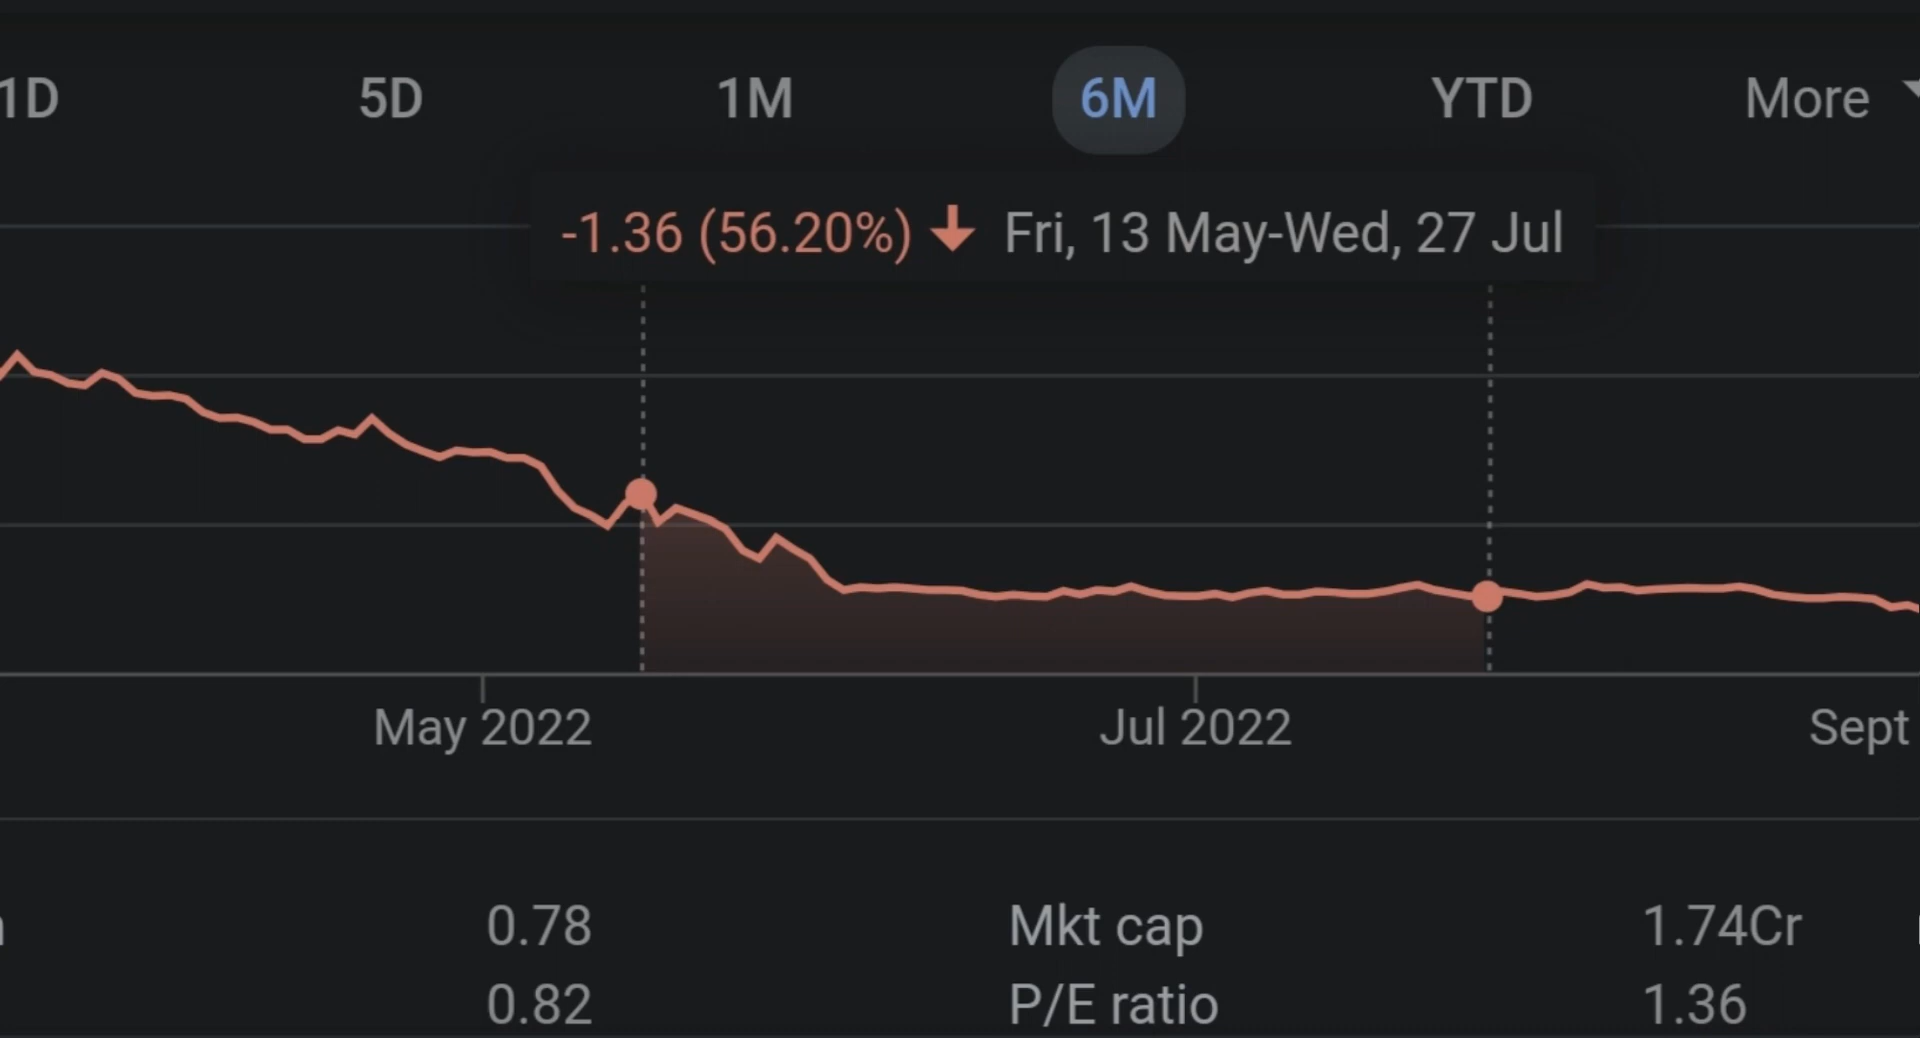 1D 5D 1M 6M YTD More
-1.36 (56.20%) Fri, 13 May-Wed, 27 Jul
May 2022 Jul 2022 Sept
0.78 Mkt cap 1.74Cr
0.82 P/E ratio 1.36